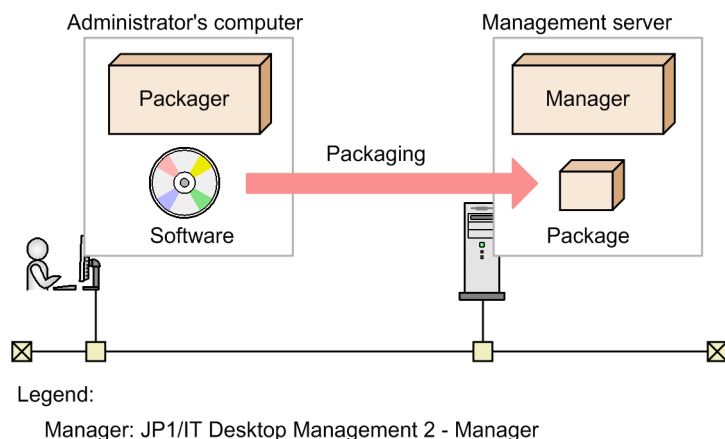 Administrator's computer
Management server
Packager
Manager
Packaging
Software
Package
Legend:
Manager: JP1/IT Desktop Management 2 - Manager